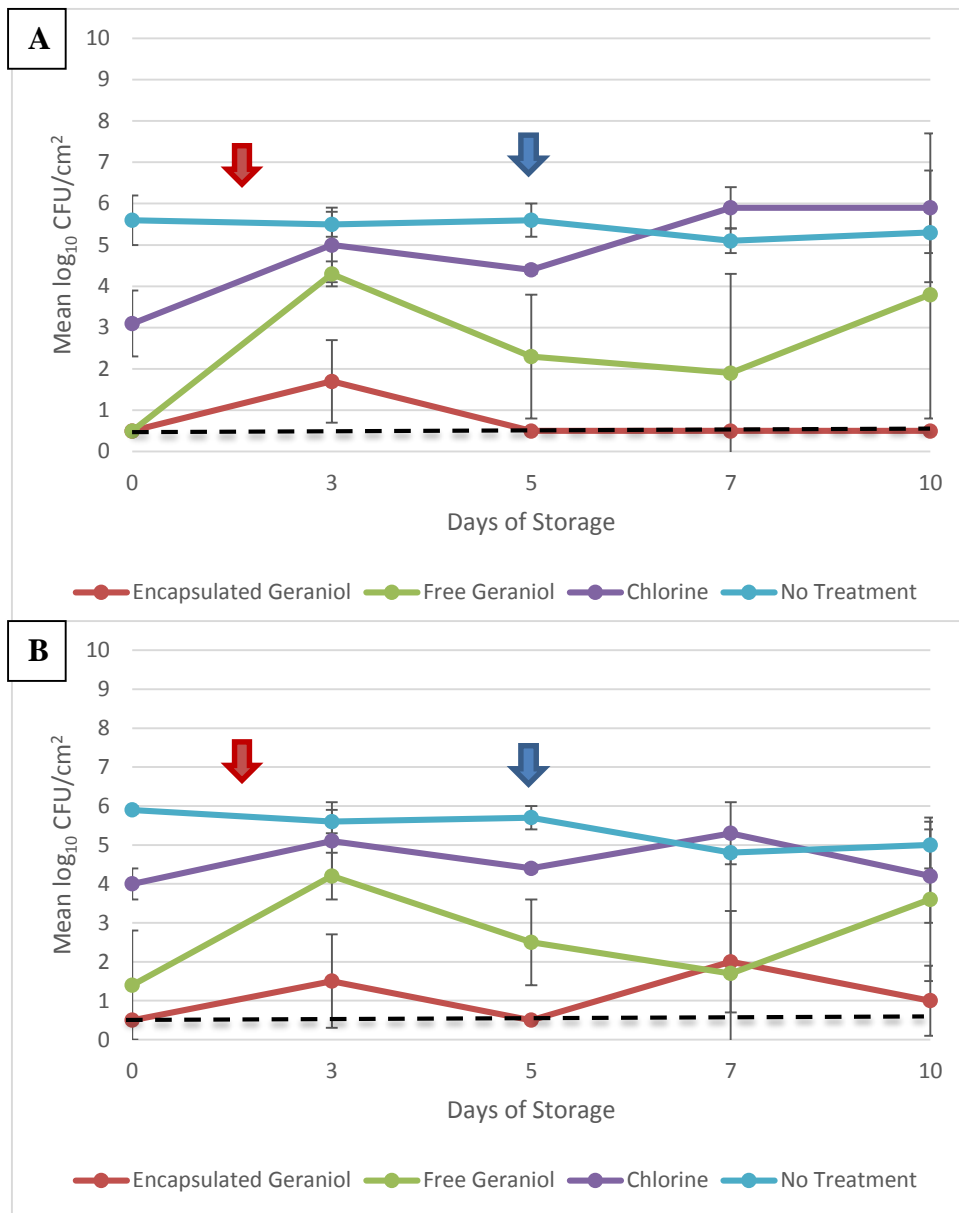 A
10
9
8
7
6
5
4
3
2
1
0
Mean log₁₀ CFU/cm²
0 3 5 7 10
Days of Storage
Encapsulated Geraniol Free Geraniol Chlorine No Treatment
B
10
9
8
7
6
5
4
3
2
1
0
Mean log₁₀ CFU/cm²
0 3 5 7 10
Days of Storage
Encapsulated Geraniol Free Geraniol Chlorine No Treatment